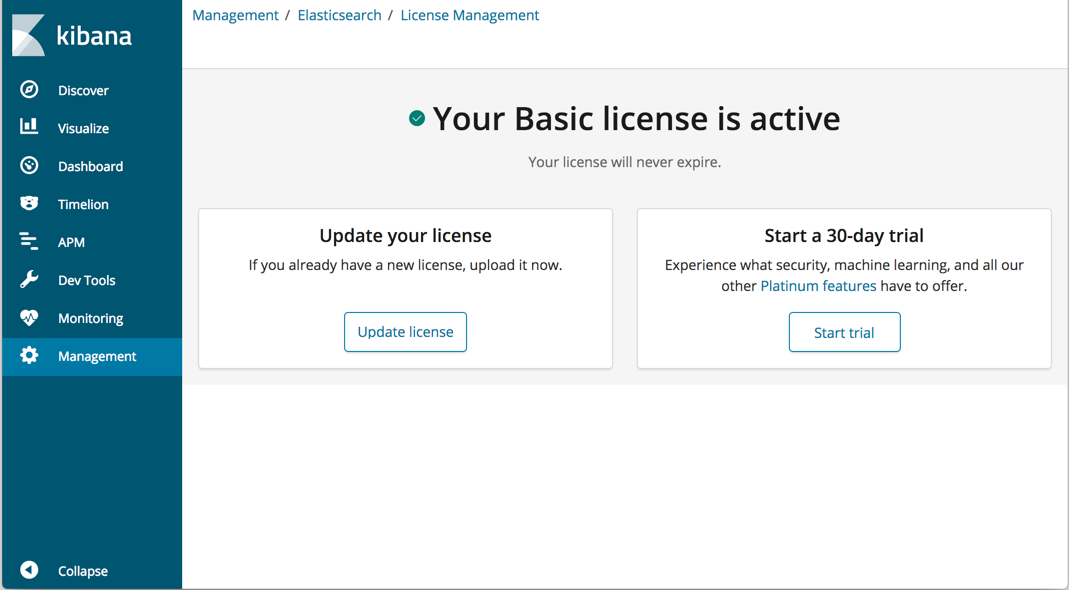 kibana
Discover
Visualize
Dashboard
Timelion
APM
Dev Tools
Monitoring
Management
Collapse
Management / Elasticsearch / License Management
Your Basic license is active
Your license will never expire.
Update your license
If you already have a new license, upload it now.
Update license
Start a 30-day trial
Experience what security, machine learning, and all our
other Platinum features have to offer.
Start trial